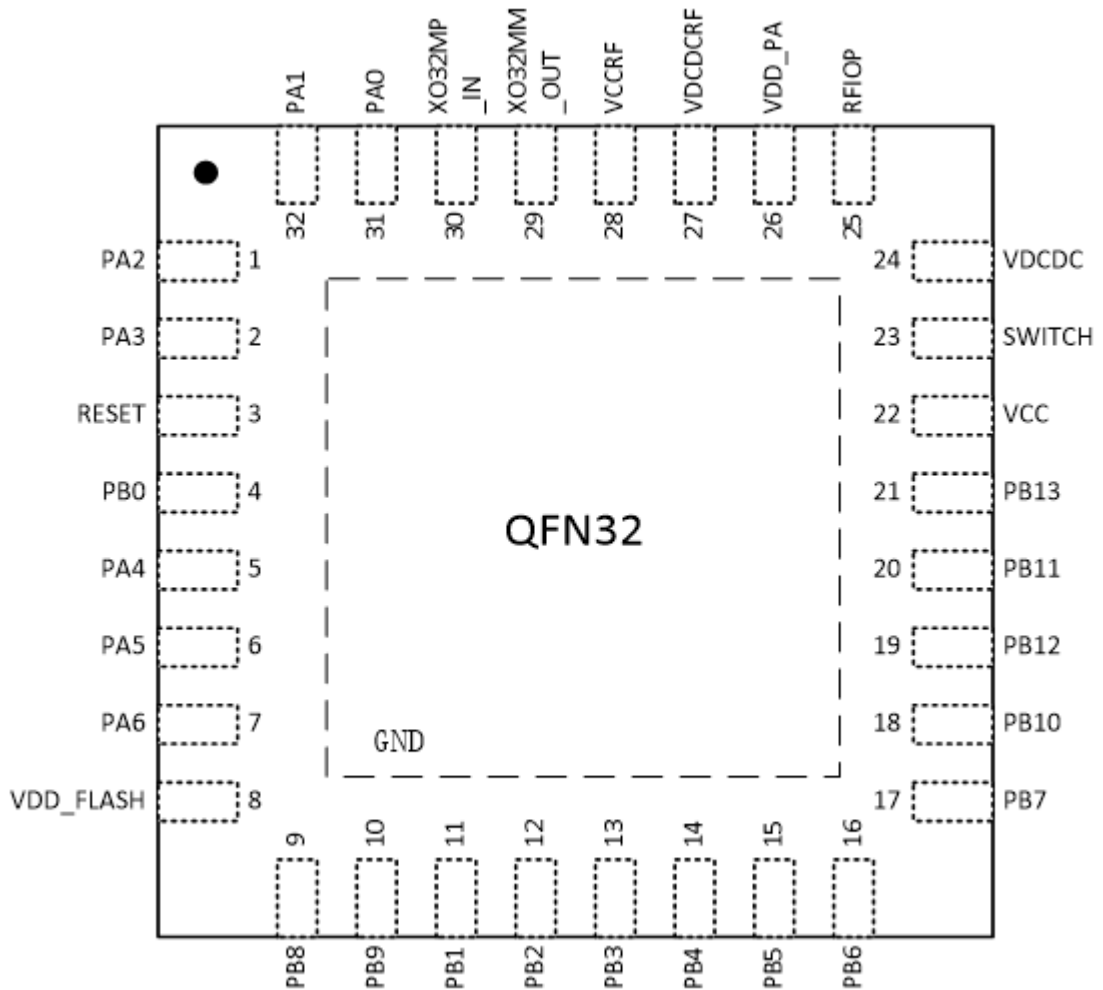 PA1
PA0
XO32MP
_IN
XO32MM
_OUT
VCCRF
VDCDCRF
VDD_PA
RFIOP
32
31
30
29
28
27
26
25
PA2 1
PA3 2
RESET 3
PB0 4
PA4 5
PA5 6
PA6 7
VDD_FLASH 8
24 VDCDC
23 SWITCH
22 VCC
21 PB13
20 PB11
19 PB12
18 PB10
17 PB7
QFN32
GND
9
10
11
12
13
14
15
16
PB8
PB9
PB1
PB2
PB3
PB4
PB5
PB6